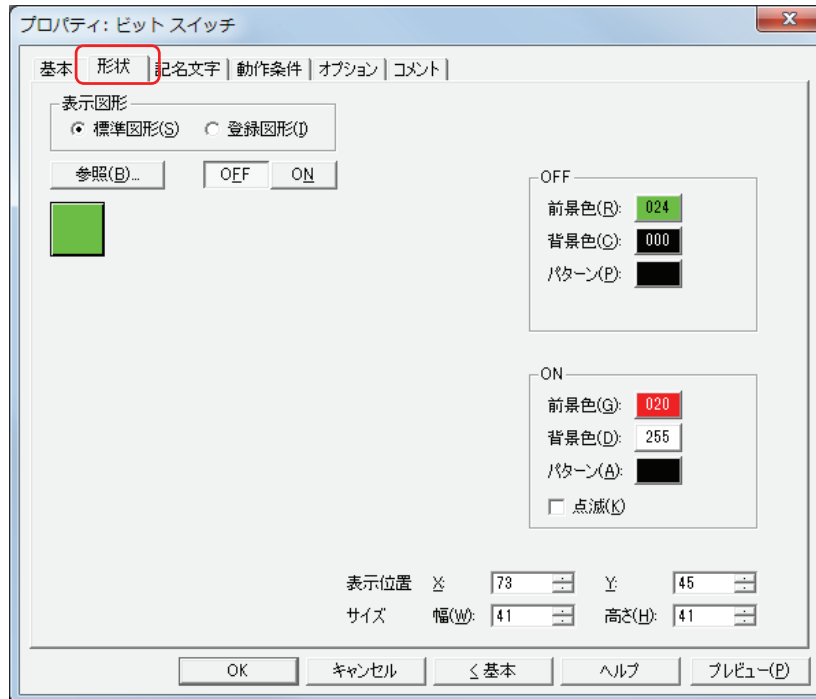 プロパティ: ビット スイッチ
基本 形状 記名文字 動作条件 オプション コメント
表示図形
標準図形(S) 登録図形(I)
参照(B)... OFF ON
OFF
前景色(R): 024
背景色(C): 000
パターン(P):
ON
前景色(G): 020
背景色(D): 255
パターン(A):
点滅(K)
表示位置 X: 73 Y: 45
サイズ 幅(W): 41 高さ(H): 41
OK キャンセル < 基本 ヘルプ プレビュー(P)